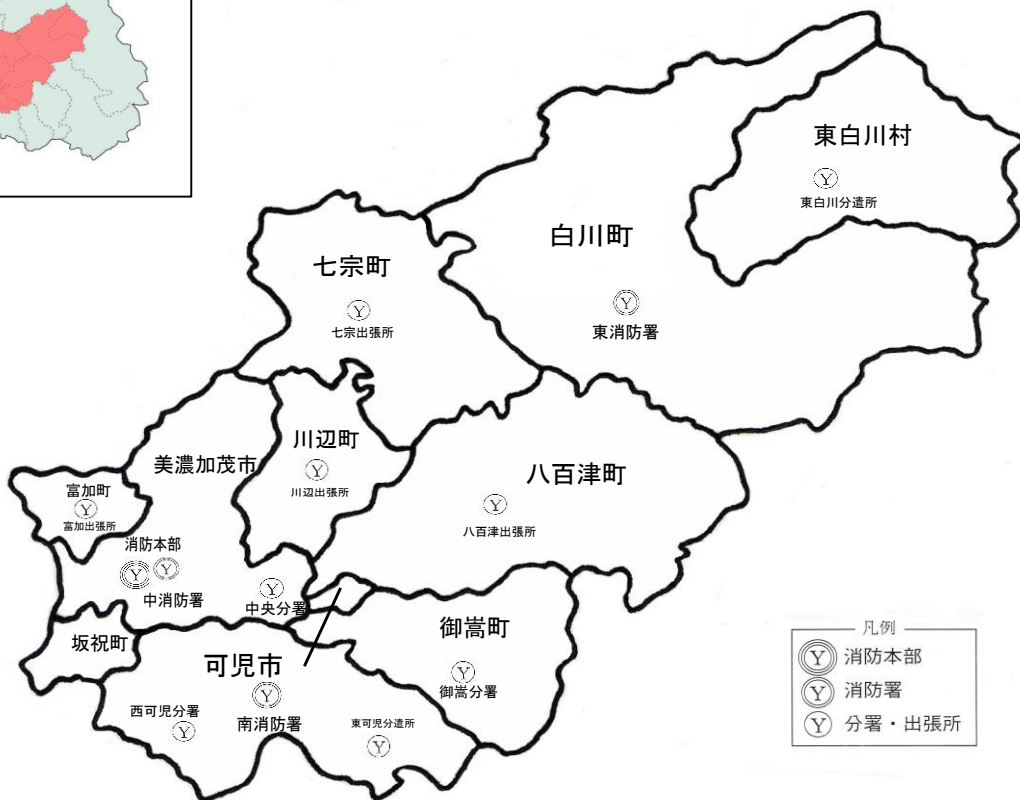 東白川村
Y
東白川分遣所
白川町
Y
東消防署
七宗町
Y
七宗出張所
川辺町
Y
川辺出張所
美濃加茂市
八百津町
Y
八百津出張所
富加町
Y
富加出張所
消防本部
Y Y
中消防署
Y
中央分署
坂祝町
御嵩町
Y
御嵩分署
可児市
Y
南消防署
西可児分署
Y
東可児分遣所
Y
凡例
Y 消防本部
Y 消防署
Y 分署・出張所